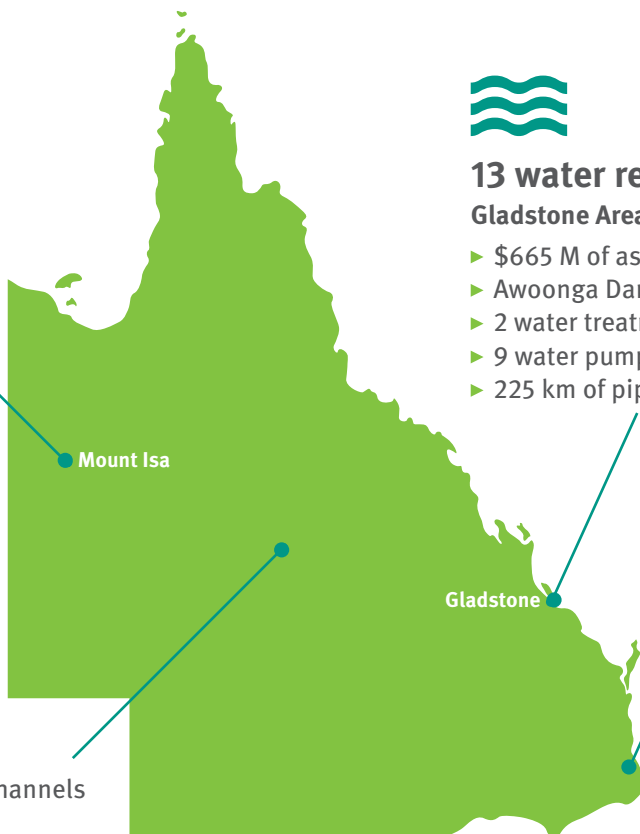 13 water re
Gladstone Area
$665 M of as
Awoonga Dar
2 water treat
9 water pump
225 km of pip
Mount Isa
Gladstone
hannels